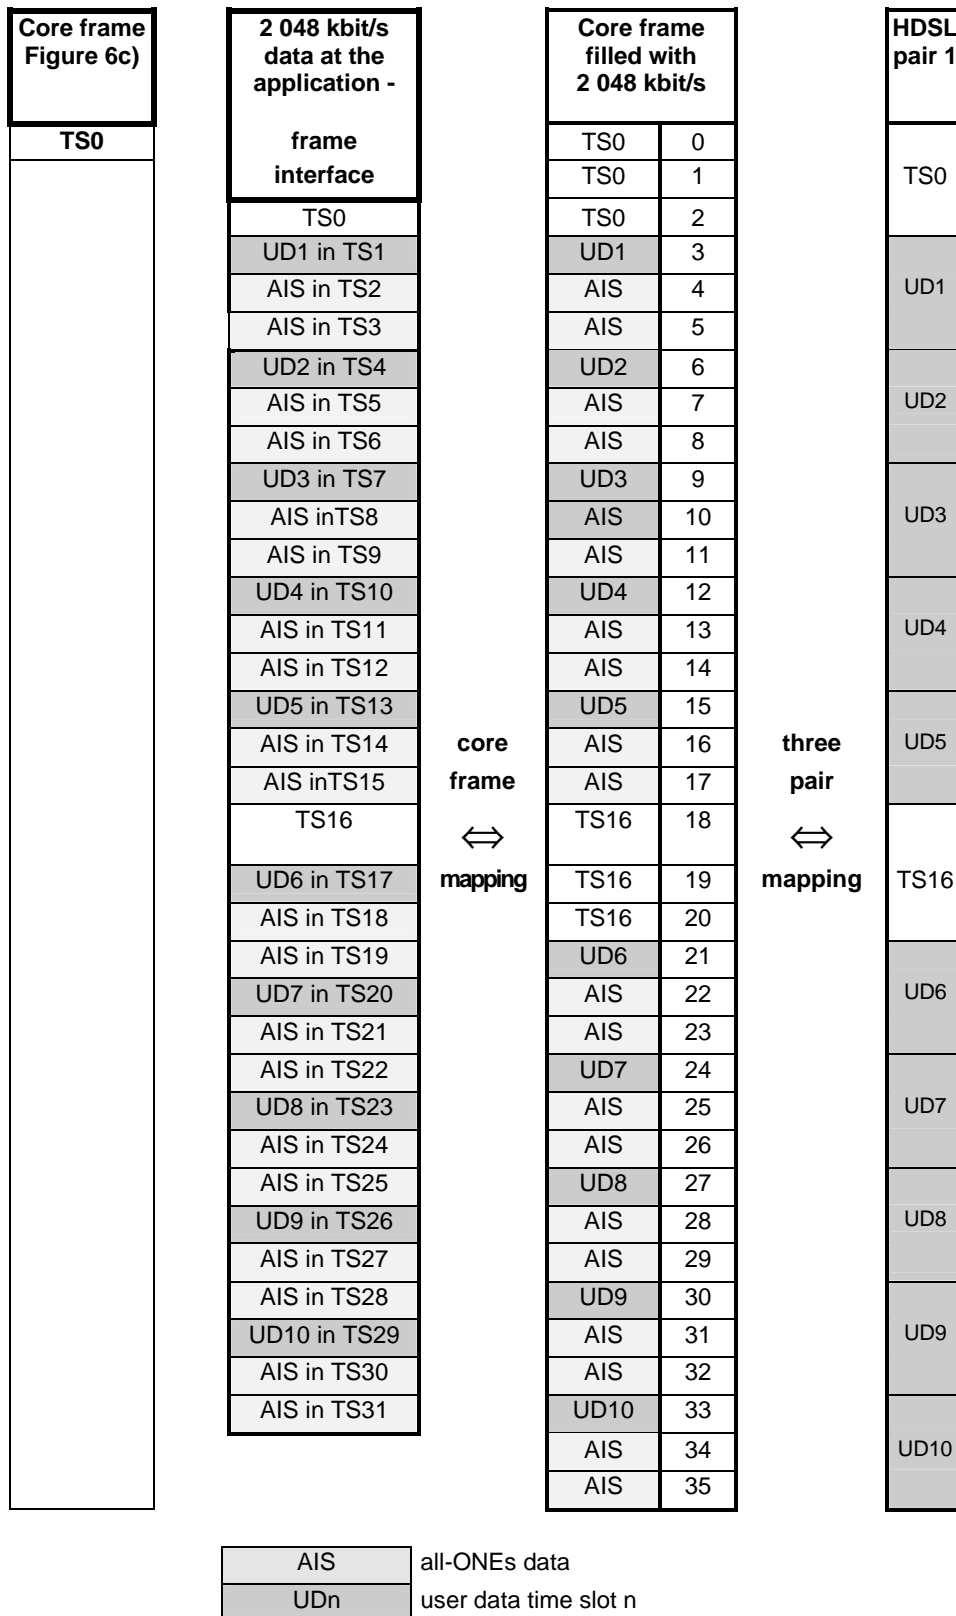 Core frame
Figure 6c)
TS0
2 048 kbit/s
data at the
application -
frame
interface
TS0
UD1 in TS1
AIS in TS2
AIS in TS3
UD2 in TS4
AIS in TS5
AIS in TS6
UD3 in TS7
AIS inTS8
AIS in TS9
UD4 in TS10
AIS in TS11
AIS in TS12
UD5 in TS13
AIS in TS14
AIS inTS15
TS16
UD6 in TS17
AIS in TS18
AIS in TS19
UD7 in TS20
AIS in TS21
AIS in TS22
UD8 in TS23
AIS in TS24
AIS in TS25
UD9 in TS26
AIS in TS27
AIS in TS28
UD10 in TS29
AIS in TS30
AIS in TS31
core
frame
⇔
mapping
Core frame
filled with
2 048 kbit/s
TS0 0
TS0 1
TS0 2
UD1 3
AIS 4
AIS 5
UD2 6
AIS 7
AIS 8
UD3 9
AIS 10
AIS 11
UD4 12
AIS 13
AIS 14
UD5 15
AIS 16
AIS 17
TS16 18
TS16 19
TS16 20
UD6 21
AIS 22
AIS 23
UD7 24
AIS 25
AIS 26
UD8 27
AIS 28
AIS 29
UD9 30
AIS 31
AIS 32
UD10 33
AIS 34
AIS 35
three
pair
⇔
mapping
HDSL
pair 1
TS0
UD1
UD2
UD3
UD4
UD5
TS16
UD6
UD7
UD8
UD9
UD10
AIS all-ONEs data
UDn user data time slot n